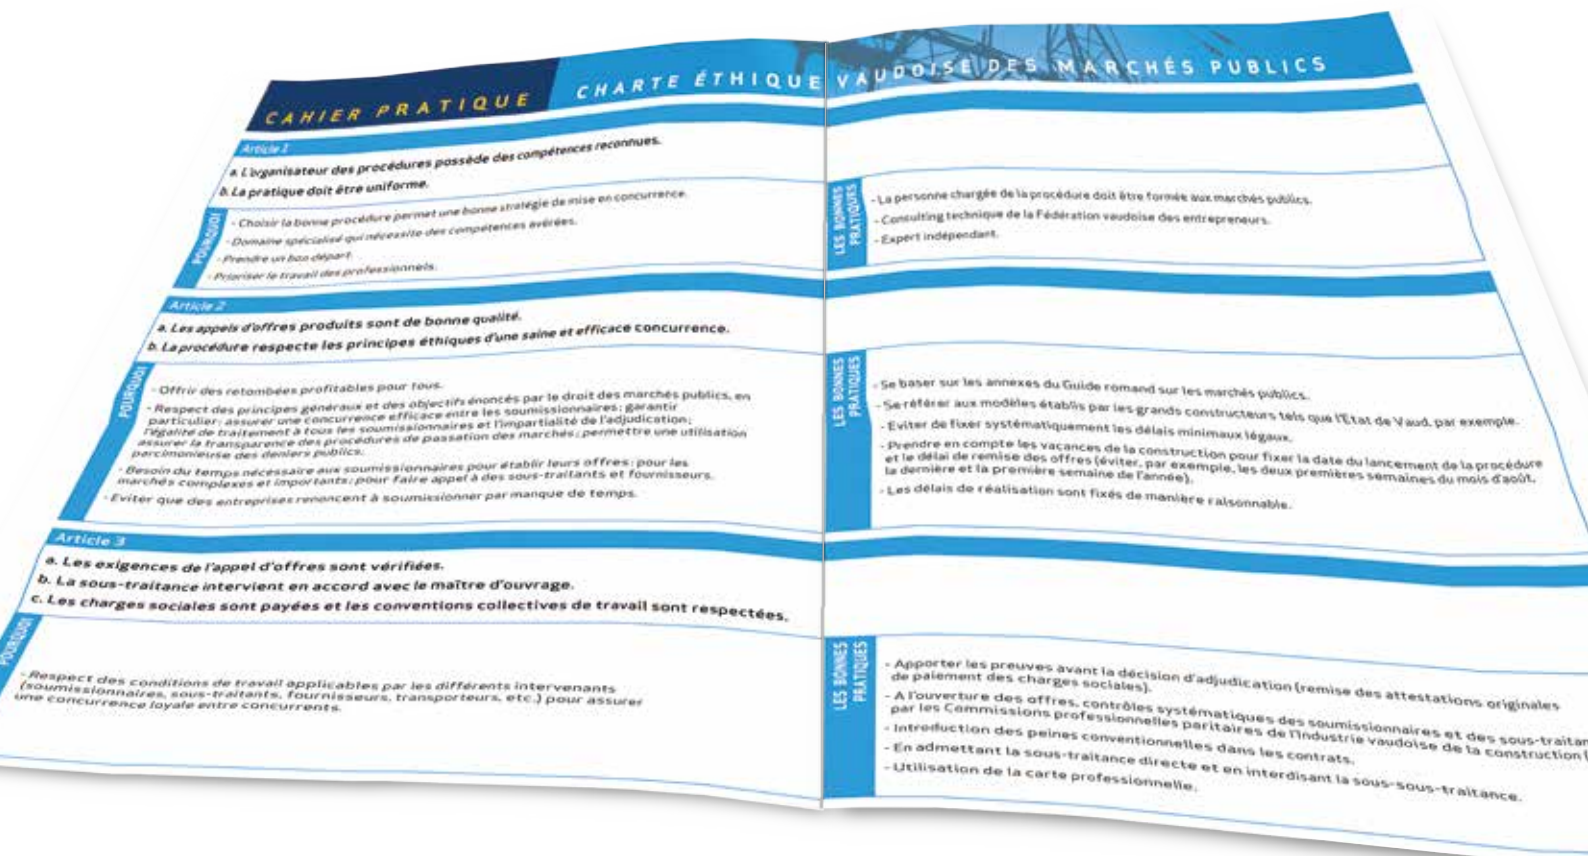 CAHIER PRATIQUE
CHARTE ÉTHIQUE VAUDOISE DES MARCHÉS PUBLICS
Article 1
a. L'organisateur des procédures possède des compétences reconnues.
b. La pratique doit être uniforme.
POURQUOI
- Choisir la bonne procédure permet une bonne stratégie de mise en concurrence.
- Domaine spécialisé qui nécessite des compétences avérées.
- Prendre un bon départ.
- Prioriser le travail des professionnels.
LES BONNES
PRATIQUES
- La personne chargée de la procédure doit être formée aux marchés publics.
- Consulting technique de la Fédération vaudoise des entrepreneurs.
- Expert indépendant.
Article 2
a. Les appels d'offres produits sont de bonne qualité.
b. La procédure respecte les principes éthiques d'une saine et efficace concurrence.
POURQUOI
- Offrir des retombées profitables pour tous.
- Respect des principes généraux et des objectifs énoncés par le droit des marchés publics, en
particulier: assurer une concurrence efficace entre les soumissionnaires; garantir
l'égalité de traitement à tous les soumissionnaires et l'impartialité de l'adjudication;
assurer la transparence des procédures de passation des marchés; permettre une utilisation
parcimonieuse des deniers publics.
- Besoin du temps nécessaire aux soumissionnaires pour établir leurs offres: pour les
marchés complexes et importants; pour faire appel à des sous-traitants et fournisseurs.
- Eviter que des entreprises renoncent à soumissionner par manque de temps.
LES BONNES
PRATIQUES
- Se baser sur les annexes du Guide romand sur les marchés publics.
- Se référer aux modèles établis par les grands constructeurs tels que l'Etat de Vaud, par exemple.
- Eviter de fixer systématiquement les délais minimaux légaux.
- Prendre en compte les vacances de la construction pour fixer la date du lancement de la procédure
et le délai de remise des offres (éviter, par exemple, les deux premières semaines du mois d'août,
la dernière et la première semaine de l'année).
- Les délais de réalisation sont fixés de manière raisonnable.
Article 3
a. Les exigences de l'appel d'offres sont vérifiées.
b. La sous-traitance intervient en accord avec le maître d'ouvrage.
c. Les charges sociales sont payées et les conventions collectives de travail sont respectées.
POURQUOI
- Respect des conditions de travail applicables par les différents intervenants
(soumissionnaires, sous-traitants, fournisseurs, transporteurs, etc.) pour assurer
une concurrence loyale entre concurrents.
LES BONNES
PRATIQUES
- Apporter les preuves avant la décision d'adjudication (remise des attestations originales
de paiement des charges sociales).
- A l'ouverture des offres, contrôles systématiques des soumissionnaires et des sous-traitan
par les Commissions professionnelles paritaires de l'Industrie vaudoise de la construction (
- Introduction des peines conventionnelles dans les contrats.
- En admettant la sous-traitance directe et en interdisant la sous-sous-traitance.
- Utilisation de la carte professionnelle.